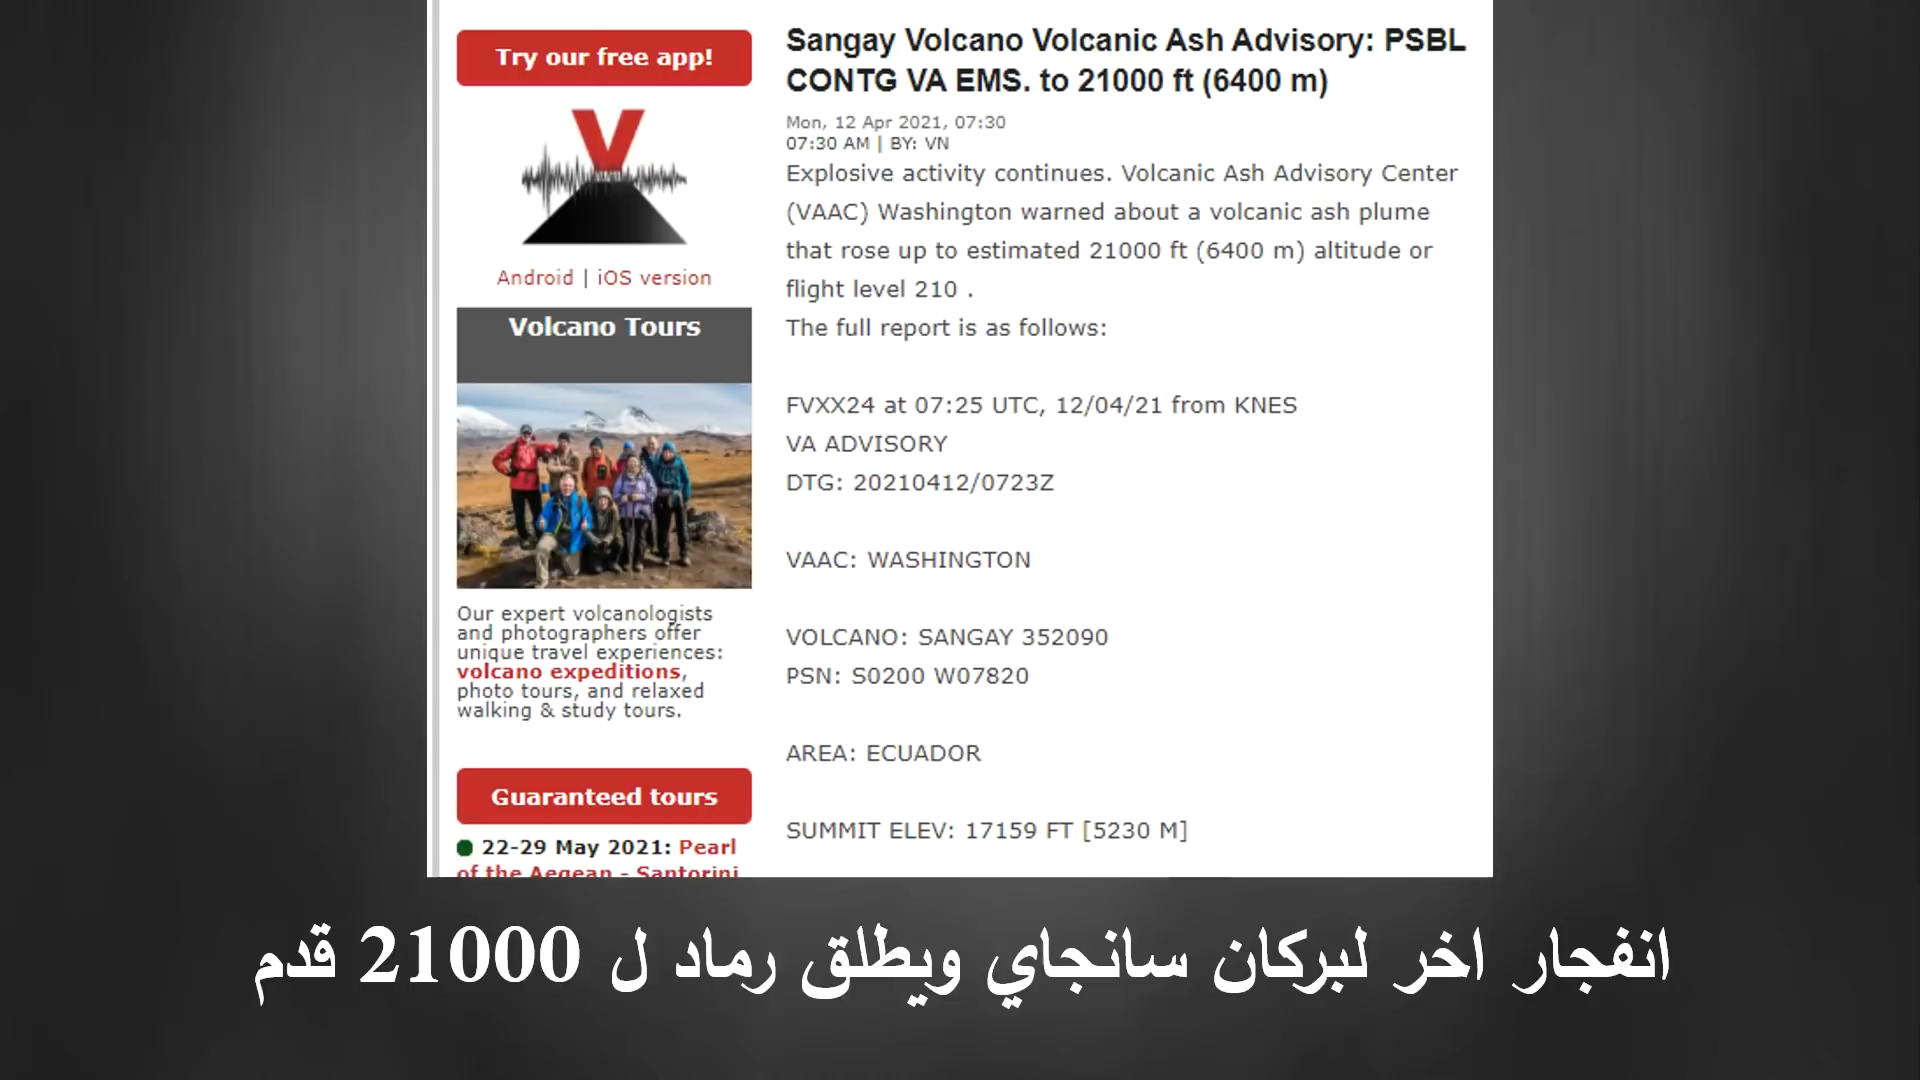 Try our free app!
V
Android | iOS version
Volcano Tours
Our expert volcanologists
and photographers offer
unique travel experiences:
volcano expeditions,
photo tours, and relaxed
walking & study tours.
Guaranteed tours
22-29 May 2021: Pearl
of the Aegean - Santorini
Sangay Volcano Volcanic Ash Advisory: PSBL
CONTG VA EMS. to 21000 ft (6400 m)
Mon, 12 Apr 2021, 07:30
07:30 AM | BY: VN
Explosive activity continues. Volcanic Ash Advisory Center
(VAAC) Washington warned about a volcanic ash plume
that rose up to estimated 21000 ft (6400 m) altitude or
flight level 210 .
The full report is as follows:
FVXX24 at 07:25 UTC, 12/04/21 from KNES
VA ADVISORY
DTG: 20210412/0723Z
VAAC: WASHINGTON
VOLCANO: SANGAY 352090
PSN: S0200 W07820
AREA: ECUADOR
SUMMIT ELEV: 17159 FT [5230 M]
انفجار اخر لبركان سانجاي ويطلق رماد ل 21000 قدم